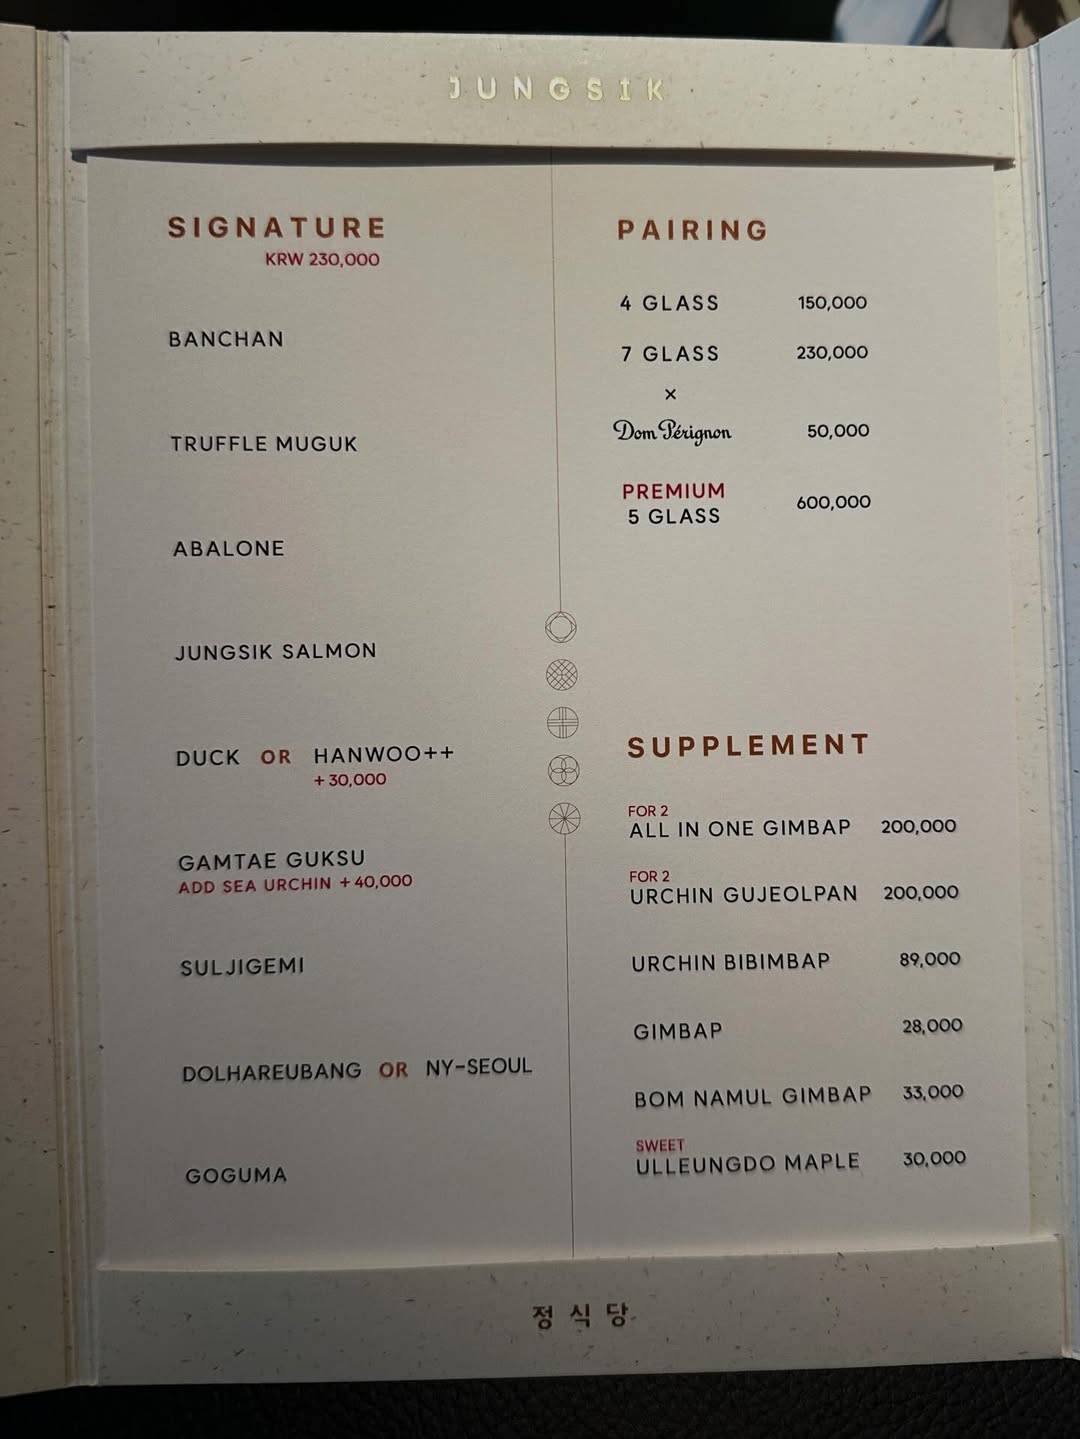 JUNGSIK
SIGNATURE
KRW 230,000
BANCHAN
TRUFFLE MUGUK
ABALONE
JUNGSIK SALMON
DUCK OR HANWOO++
+ 30,000
GAMTAE GUKSU
ADD SEA URCHIN + 40,000
SULJIGEMI
DOLHAREUBANG OR NY-SEOUL
GOGUMA
PAIRING
4 GLASS 150,000
7 GLASS 230,000
×
Dom Pérignon 50,000
PREMIUM
5 GLASS 600,000
SUPPLEMENT
FOR 2
ALL IN ONE GIMBAP 200,000
FOR 2
URCHIN GUJEOLPAN 200,000
URCHIN BIBIMBAP 89,000
GIMBAP 28,000
BOM NAMUL GIMBAP 33,000
SWEET
ULLEUNGDO MAPLE 30,000
정식당